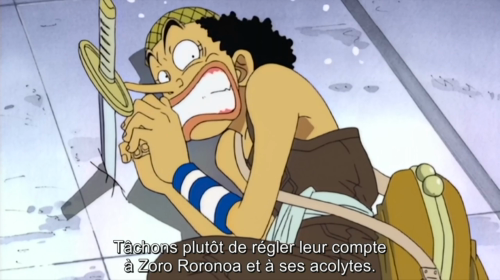 Tâchons plutôt de régler leur compte
à Zoro Roronoa et à ses acolytes.